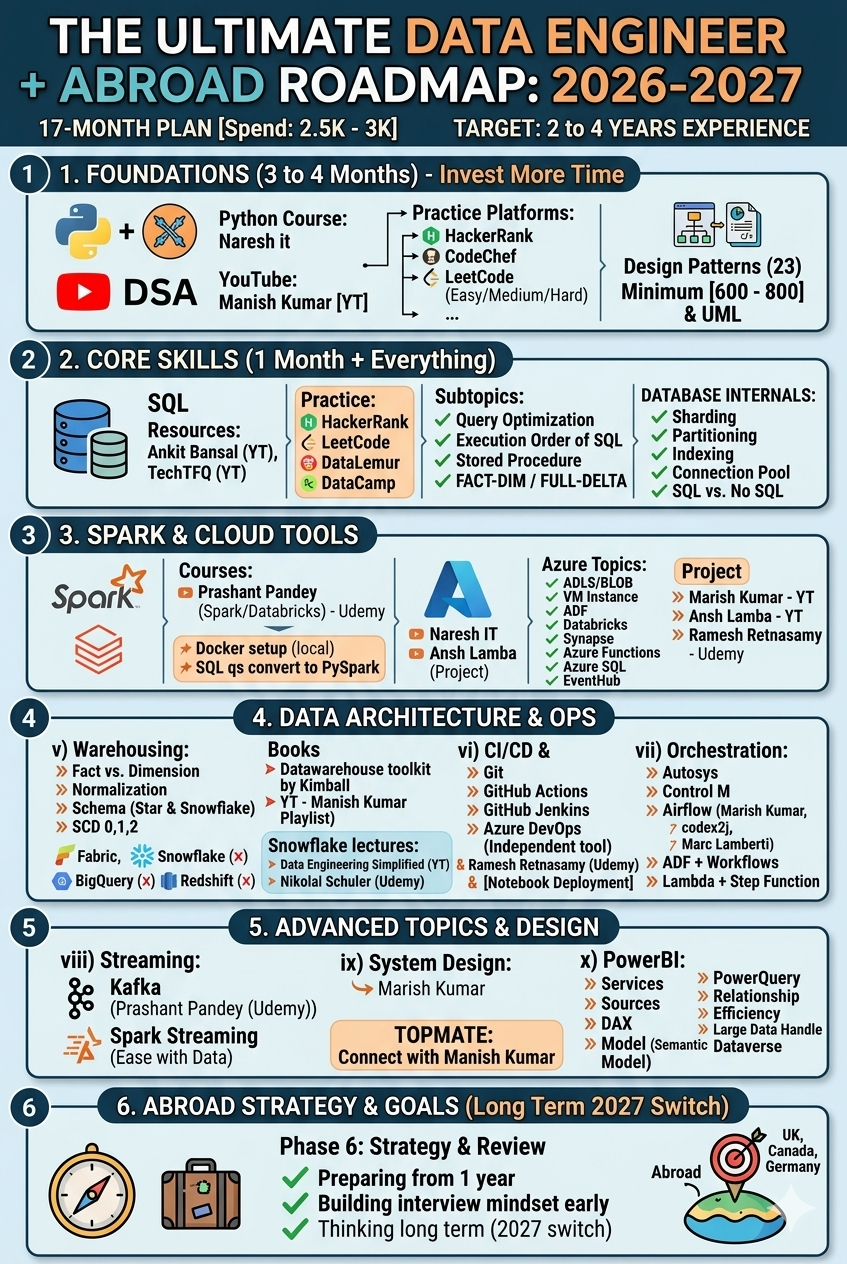 THE ULTIMATE DATA ENGINEER
+ ABROAD ROADMAP: 2026-2027
17-MONTH PLAN [Spend: 2.5K - 3K]
TARGET: 2 to 4 YEARS EXPERIENCE
1
1. FOUNDATIONS (3 to 4 Months) - Invest More Time
+
Python Course:
Naresh it
DSA
YouTube:
Manish Kumar [YT]
Practice Platforms:
HackerRank
CodeChef
LeetCode
(Easy/Medium/Hard)
...
Design Patterns (23)
Minimum [600 - 800]
& UML
2
2. CORE SKILLS (1 Month + Everything)
SQL
Resources:
Ankit Bansal (YT),
TechTFQ (YT)
Practice:
HackerRank
LeetCode
DataLemur
DataCamp
Subtopics:
Query Optimization
Execution Order of SQL
Stored Procedure
FACT-DIM / FULL-DELTA
DATABASE INTERNALS:
Sharding
Partitioning
Indexing
Connection Pool
SQL vs. No SQL
3
3. SPARK & CLOUD TOOLS
Spark
Courses:
Prashant Pandey
(Spark/Databricks) - Udemy
Docker setup (local)
SQL qs convert to PySpark
Naresh IT
Ansh Lamba
(Project)
Azure Topics:
ADLS/BLOB
VM Instance
ADF
Databricks
Synapse
Azure Functions
Azure SQL
EventHub
Project
Marish Kumar - YT
Ansh Lamba - YT
Ramesh Retnasamy
- Udemy
4
4. DATA ARCHITECTURE & OPS
v) Warehousing:
Fact vs. Dimension
Normalization
Schema (Star & Snowflake)
SCD 0,1,2
Fabric, Snowflake (x)
BigQuery (x) Redshift (x)
Books
Datawarehouse toolkit
by Kimball
YT - Manish Kumar
Playlist)
Snowflake lectures:
Data Engineering Simplified (YT)
Nikolal Schuler (Udemy)
vi) CI/CD &
Git
GitHub Actions
GitHub Jenkins
Azure DevOps
(Independent tool)
& Ramesh Retnasamy (Udemy)
& [Notebook Deployment]
vii) Orchestration:
Autosys
Control M
Airflow (Marish Kumar,
codex2j,
Marc Lamberti)
ADF + Workflows
Lambda + Step Function
5
5. ADVANCED TOPICS & DESIGN
viii) Streaming:
Kafka
(Prashant Pandey (Udemy))
Spark Streaming
(Ease with Data)
ix) System Design:
Marish Kumar
TOPMATE:
Connect with Manish Kumar
x) PowerBI:
Services
Sources
DAX
Model (Semantic
Model)
PowerQuery
Relationship
Efficiency
Large Data Handle
Dataverse
6
6. ABROAD STRATEGY & GOALS (Long Term 2027 Switch)
Phase 6: Strategy & Review
Preparing from 1 year
Building interview mindset early
Thinking long term (2027 switch)
Abroad
UK,
Canada,
Germany